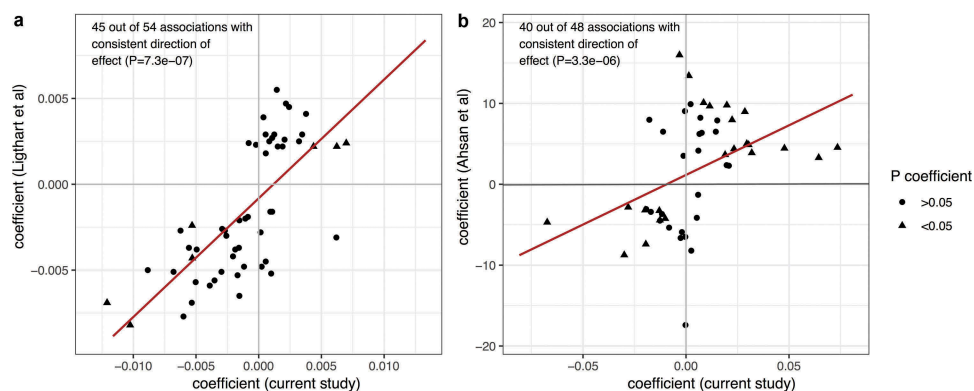 a
45 out of 54 associations with
consistent direction of
effect (P=7.3e−07)
coefficient (Ligthart et al)
0.005
0.000
−0.005
−0.010
−0.005
0.000
0.005
0.010
coefficient (current study)
b
40 out of 48 associations with
consistent direction of
effect (P=3.3e−06)
coefficient (Ahsan et al)
20
10
0
−10
−20
−0.05
0.00
0.05
coefficient (current study)
P coefficient
>0.05
<0.05